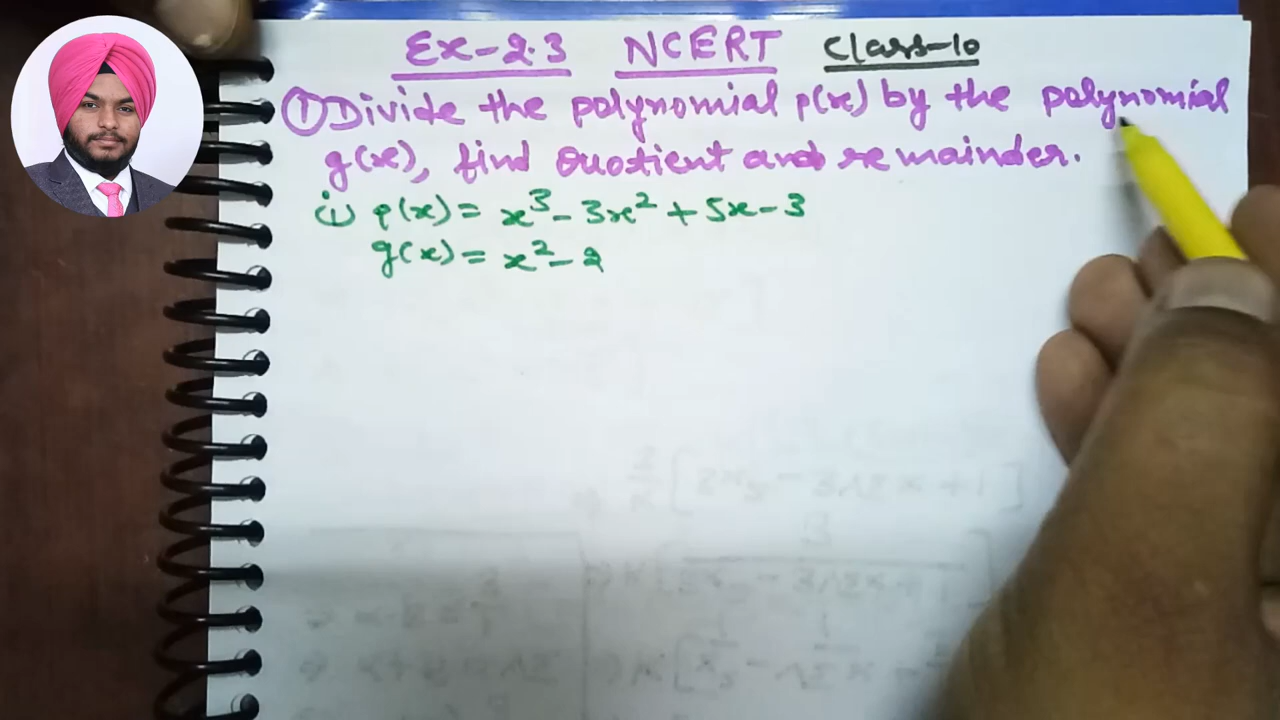 Ex-2.3 NCERT Class-10
① Divide the polynomial p(x) by the polynomial
g(x), find Quotient and remainder.
i) p(x) = x³ - 3x² + 5x - 3
g(x) = x² - 2